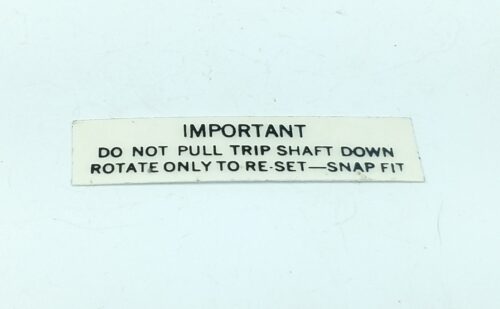 IMPORTANT
DO NOT PULL TRIP SHAFT DOWN
ROTATE ONLY TO RE-SET—SNAP FIT